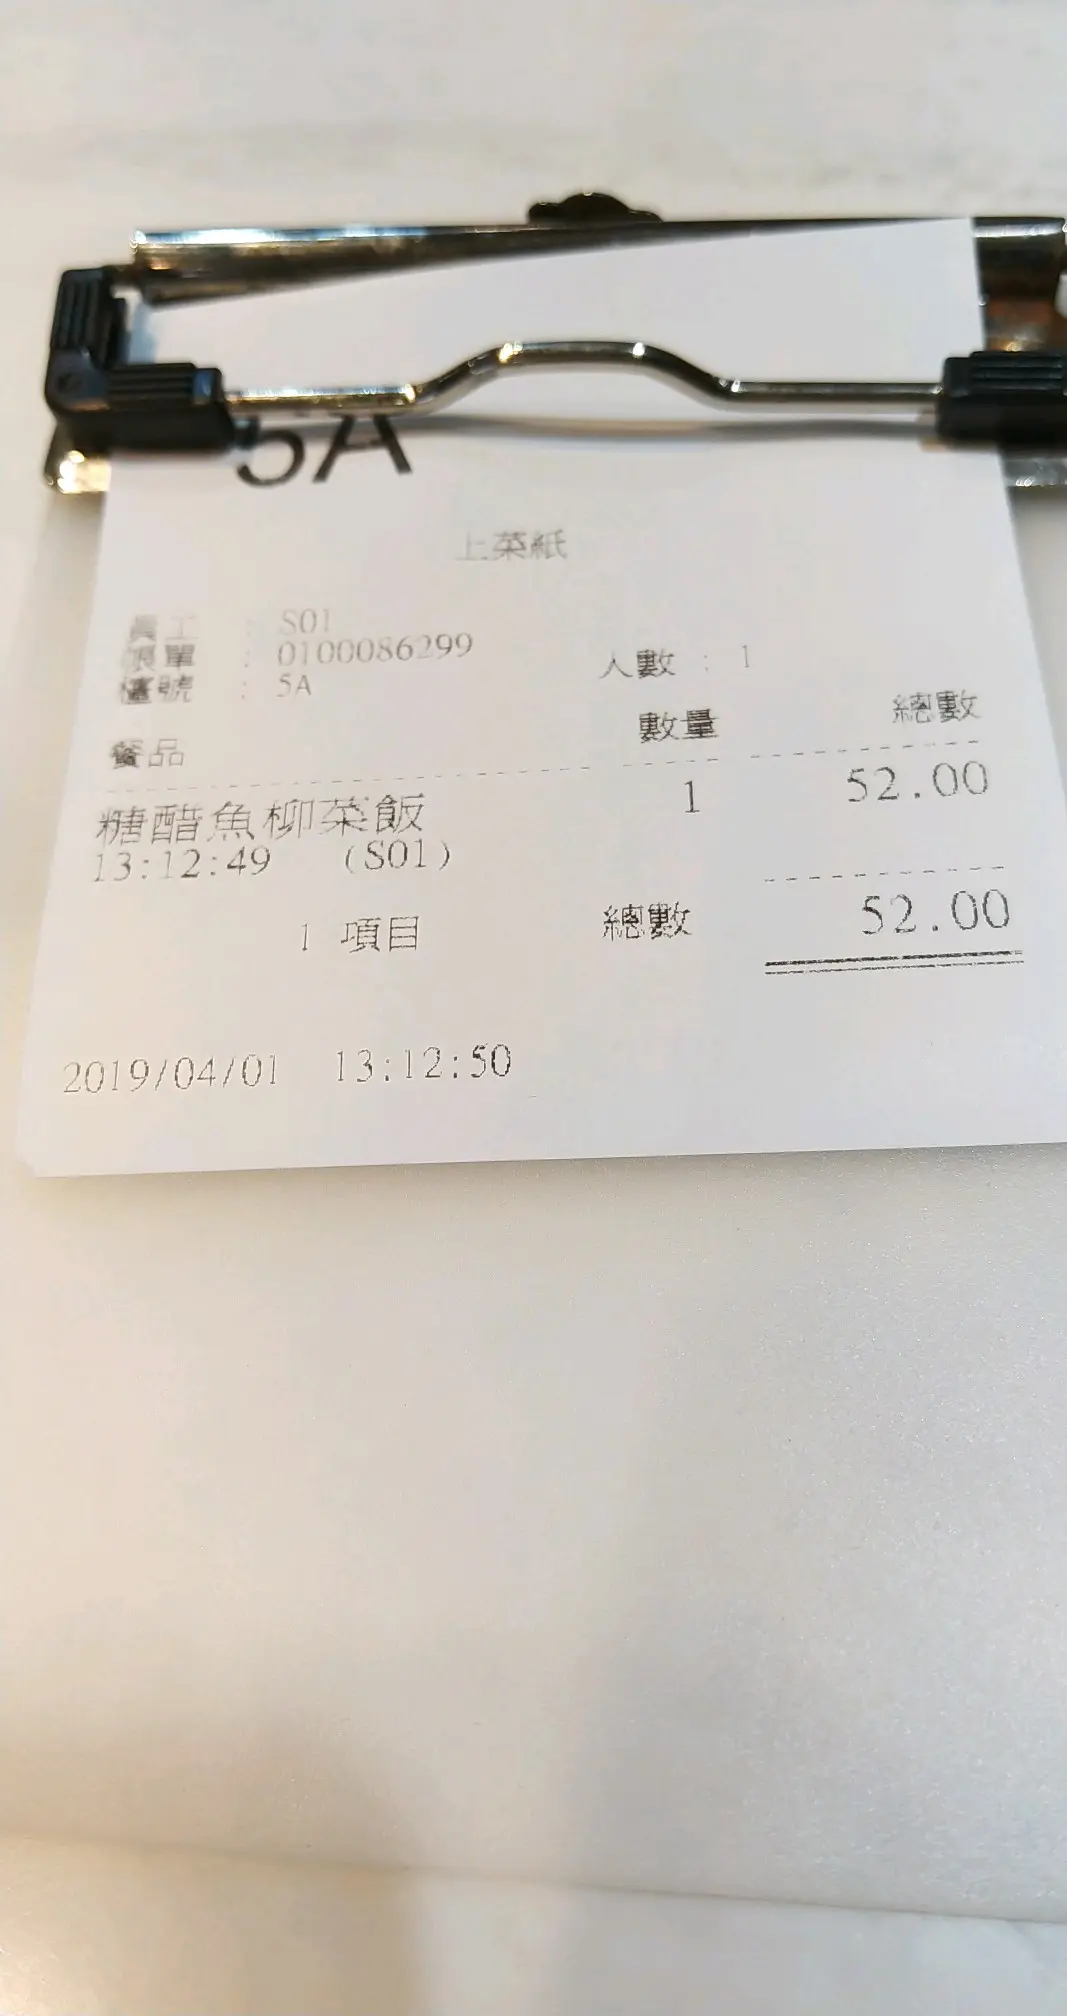 5A
上菜紙
員工 : S01
帳單 : 0100086299
人數 : 1
檯號 : 5A
餐品 數量 總數
糖醋魚柳菜飯 1 52.00
13:12:49 (S01)
1 項目 總數 52.00
2019/04/01 13:12:50